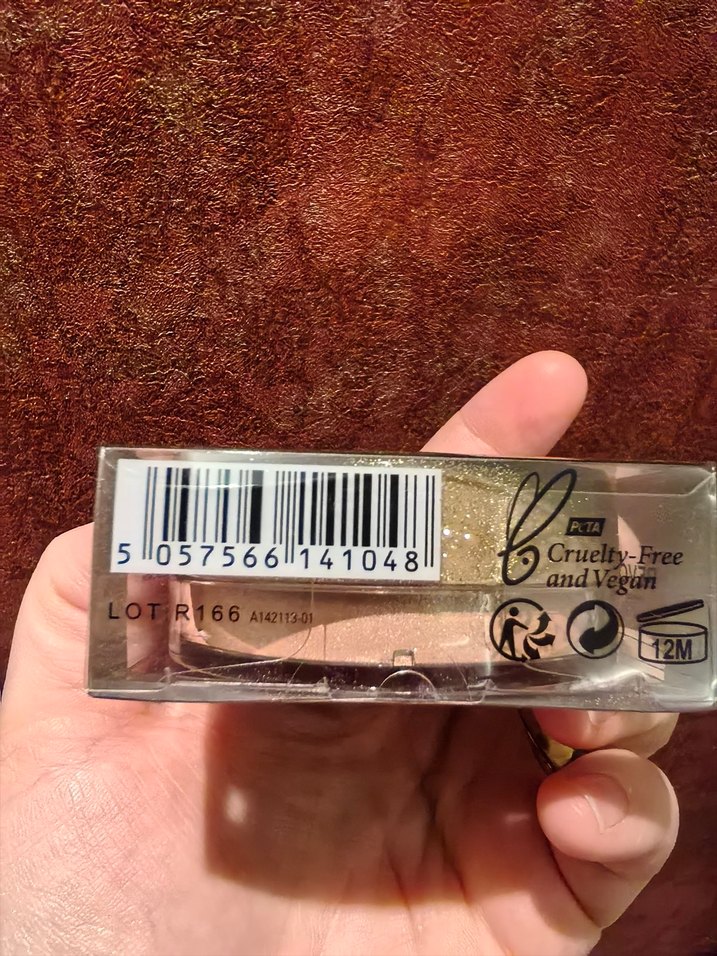 5 057566 141048
LOT R166 A142113-01
PETA
Cruelty-Free
and Vegan
12M